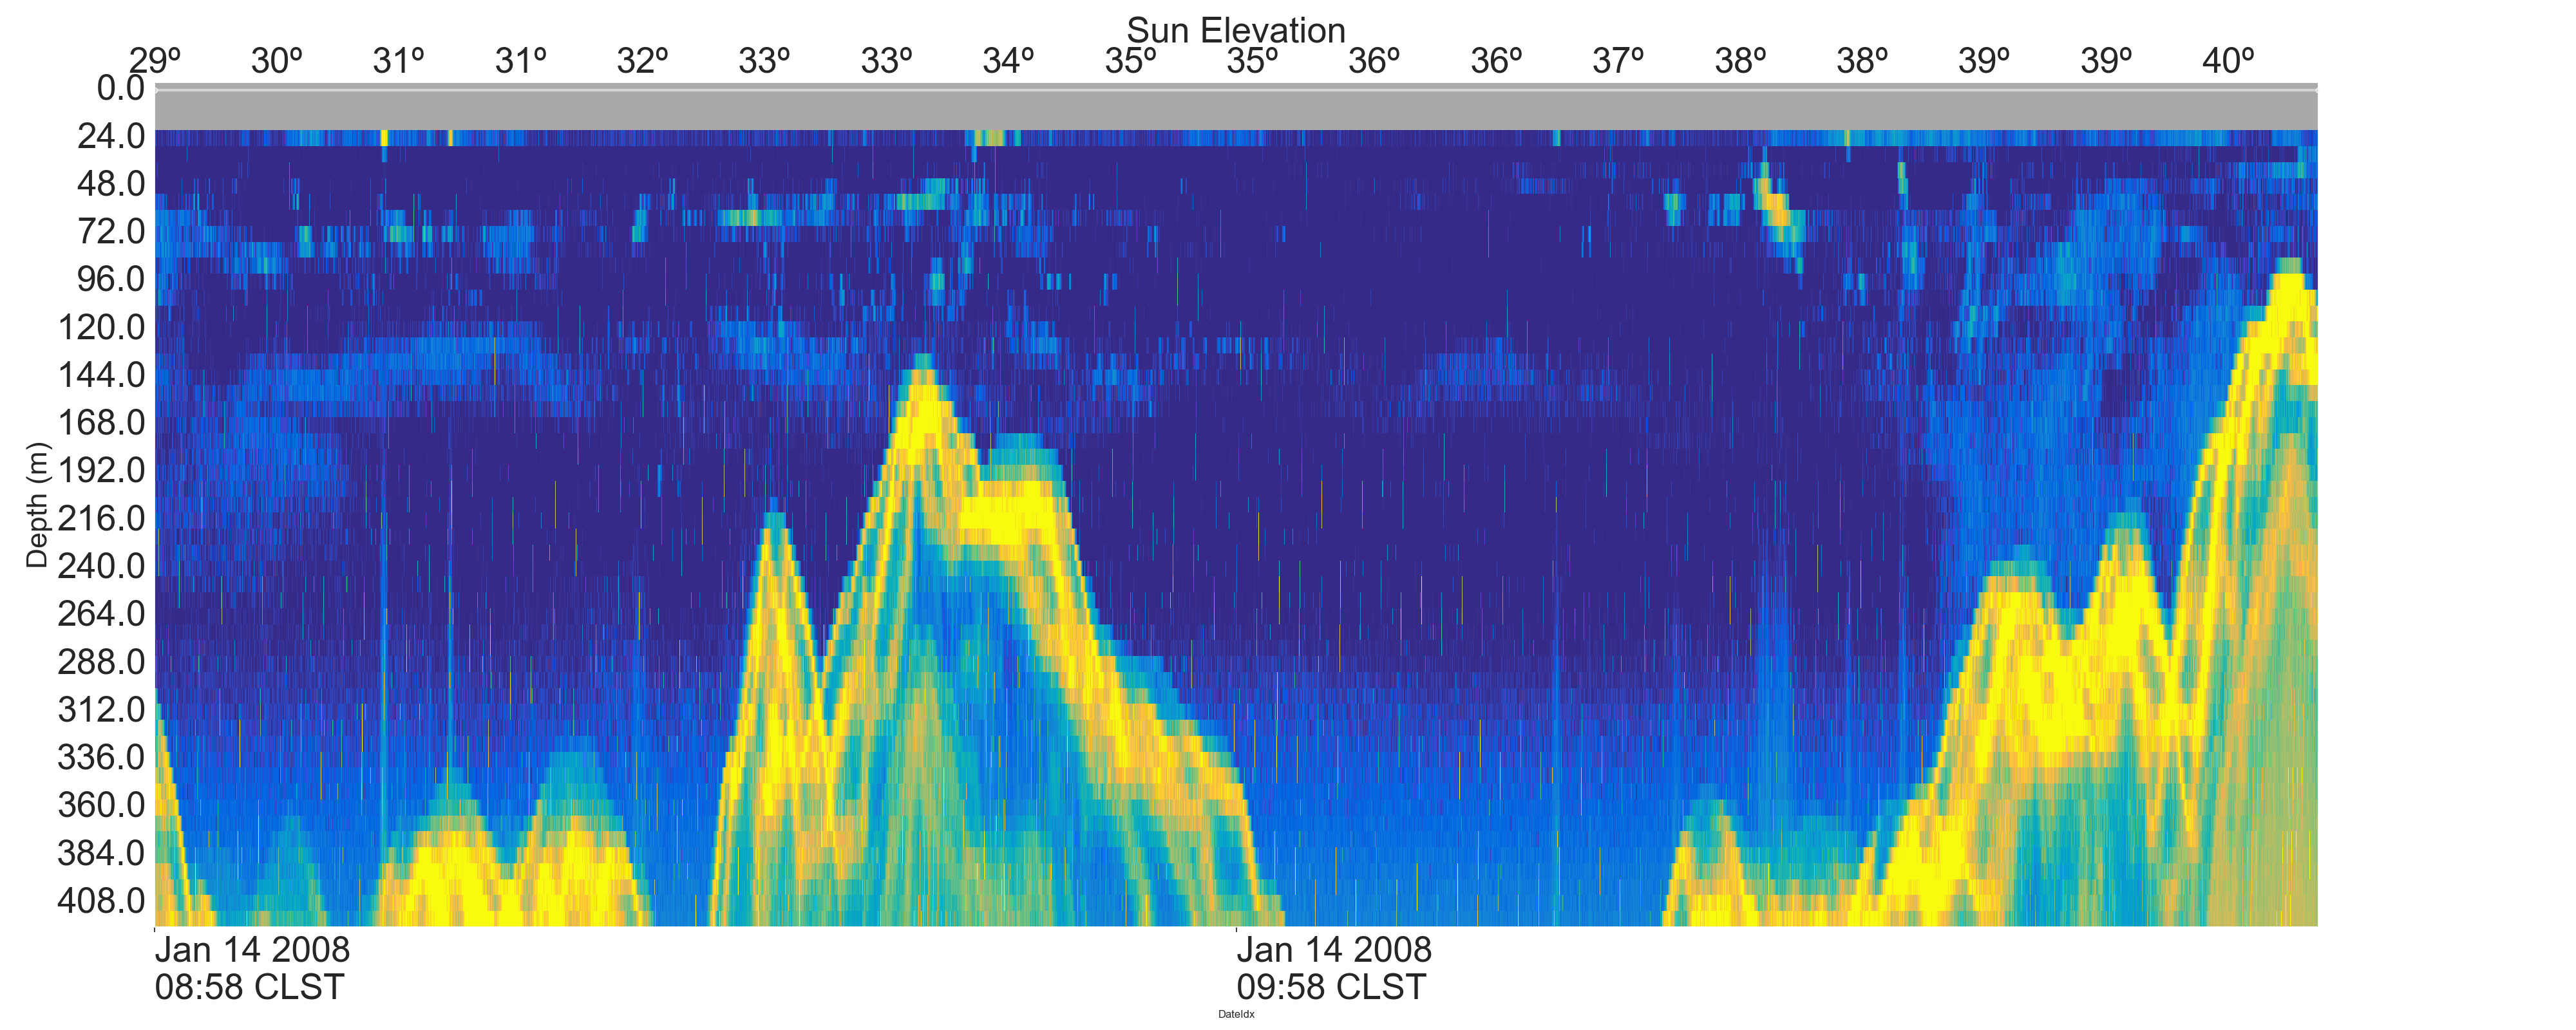 Sun Elevation
29º 30º 31º 31º 32º 33º 33º 34º 35º 35º 36º 36º 37º 38º 38º 39º 39º 40º
0.0
24.0
48.0
72.0
96.0
120.0
144.0
168.0
192.0
216.0
240.0
264.0
288.0
312.0
336.0
360.0
384.0
408.0
Depth (m)
Jan 14 2008
08:58 CLST
Jan 14 2008
09:58 CLST
DateIdx